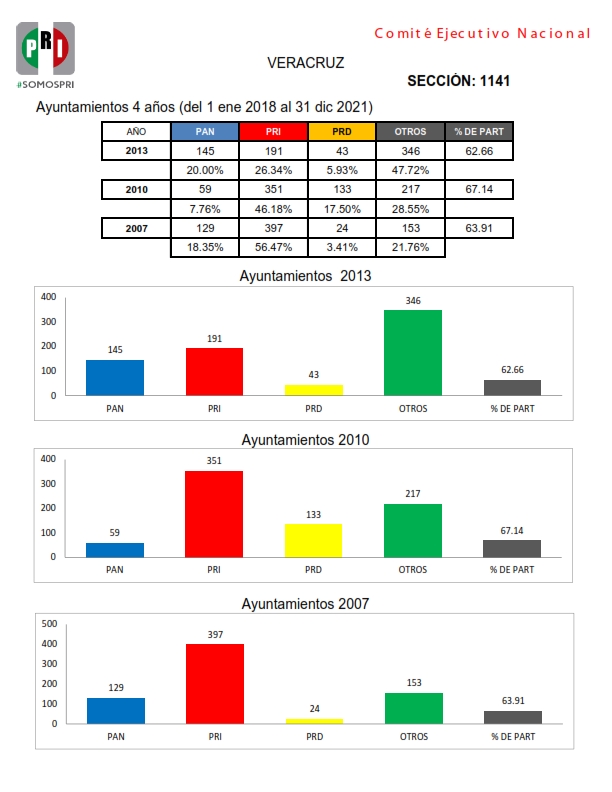 Comité Ejecutivo Nacional
PRI
#SOMOSPRI
VERACRUZ
SECCIÓN: 1141
Ayuntamientos 4 años (del 1 ene 2018 al 31 dic 2021)
AÑO PAN PRI PRD OTROS % DE PART
2013 145 191 43 346 62.66
20.00% 26.34% 5.93% 47.72%
2010 59 351 133 217 67.14
7.76% 46.18% 17.50% 28.55%
2007 129 397 24 153 63.91
18.35% 56.47% 3.41% 21.76%
Ayuntamientos 2013
400
300
200
100
0
145 191 43 346 62.66
PAN PRI PRD OTROS % DE PART
Ayuntamientos 2010
400
300
200
100
0
59 351 133 217 67.14
PAN PRI PRD OTROS % DE PART
Ayuntamientos 2007
500
400
300
200
100
0
129 397 24 153 63.91
PAN PRI PRD OTROS % DE PART